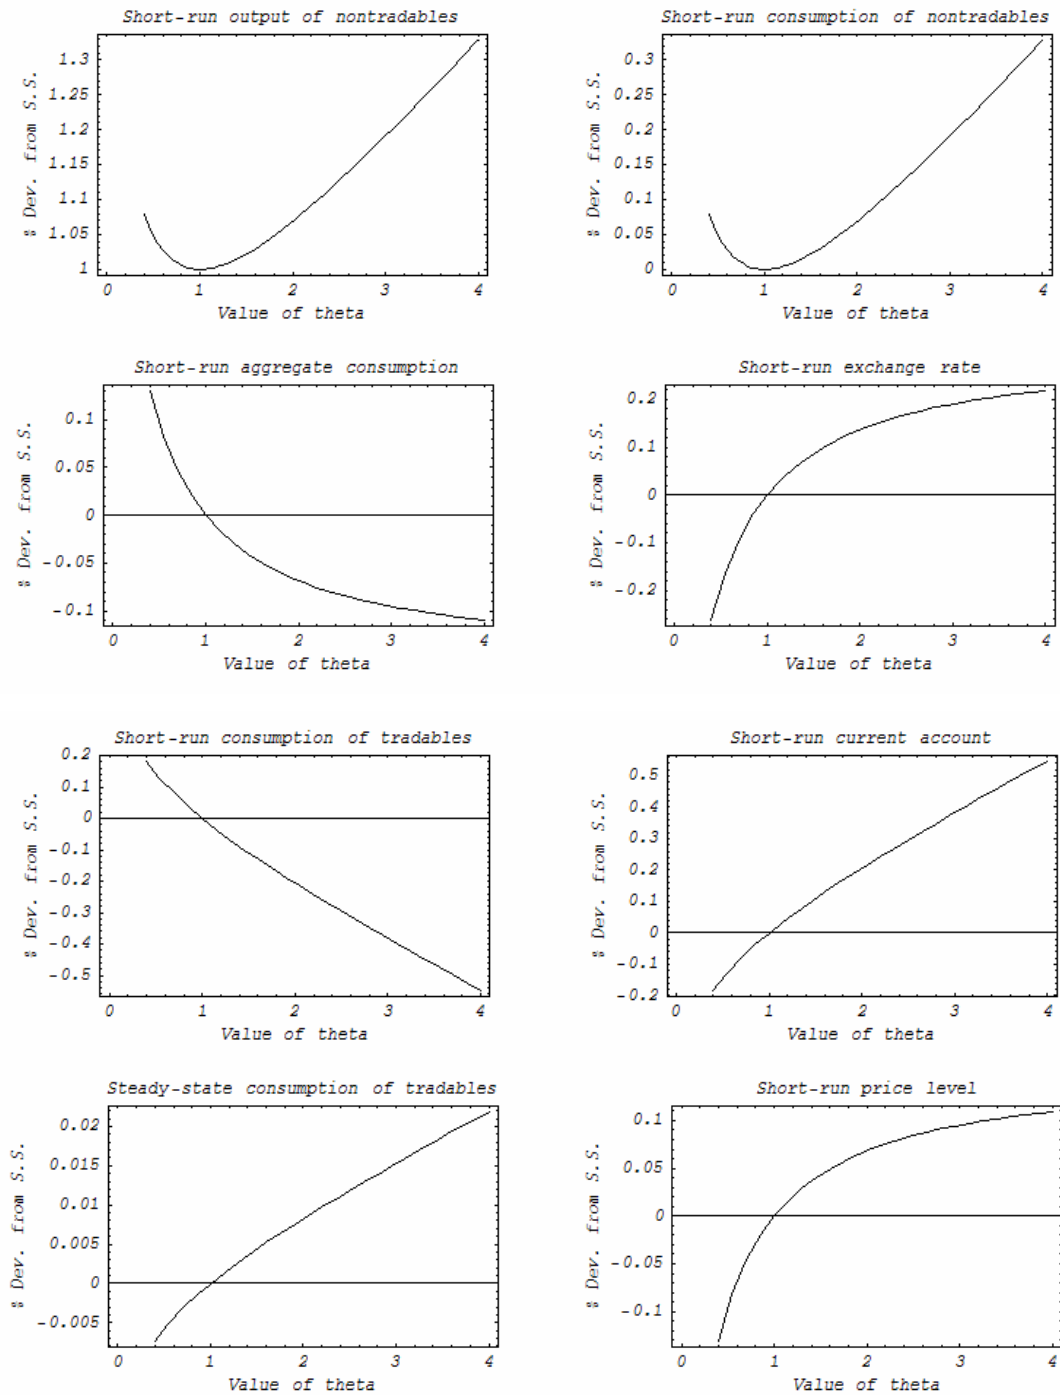 Short-run output of nontradables
% Dev. from S.S.
1.3
1.25
1.2
1.15
1.1
1.05
1
0 1 2 3 4
Value of theta
Short-run consumption of nontradables
% Dev. from S.S.
0.3
0.25
0.2
0.15
0.1
0.05
0
0 1 2 3 4
Value of theta
Short-run aggregate consumption
% Dev. from S.S.
0.1
0.05
0
-0.05
-0.1
0 1 2 3 4
Value of theta
Short-run exchange rate
% Dev. from S.S.
0.2
0.1
0
-0.1
-0.2
0 1 2 3 4
Value of theta
Short-run consumption of tradables
% Dev. from S.S.
0.2
0.1
0
-0.1
-0.2
-0.3
-0.4
-0.5
0 1 2 3 4
Value of theta
Short-run current account
% Dev. from S.S.
0.5
0.4
0.3
0.2
0.1
0
-0.1
-0.2
0 1 2 3 4
Value of theta
Steady-state consumption of tradables
% Dev. from S.S.
0.02
0.015
0.01
0.005
0
-0.005
0 1 2 3 4
Value of theta
Short-run price level
% Dev. from S.S.
0.1
0.05
0
-0.05
-0.1
0 1 2 3 4
Value of theta